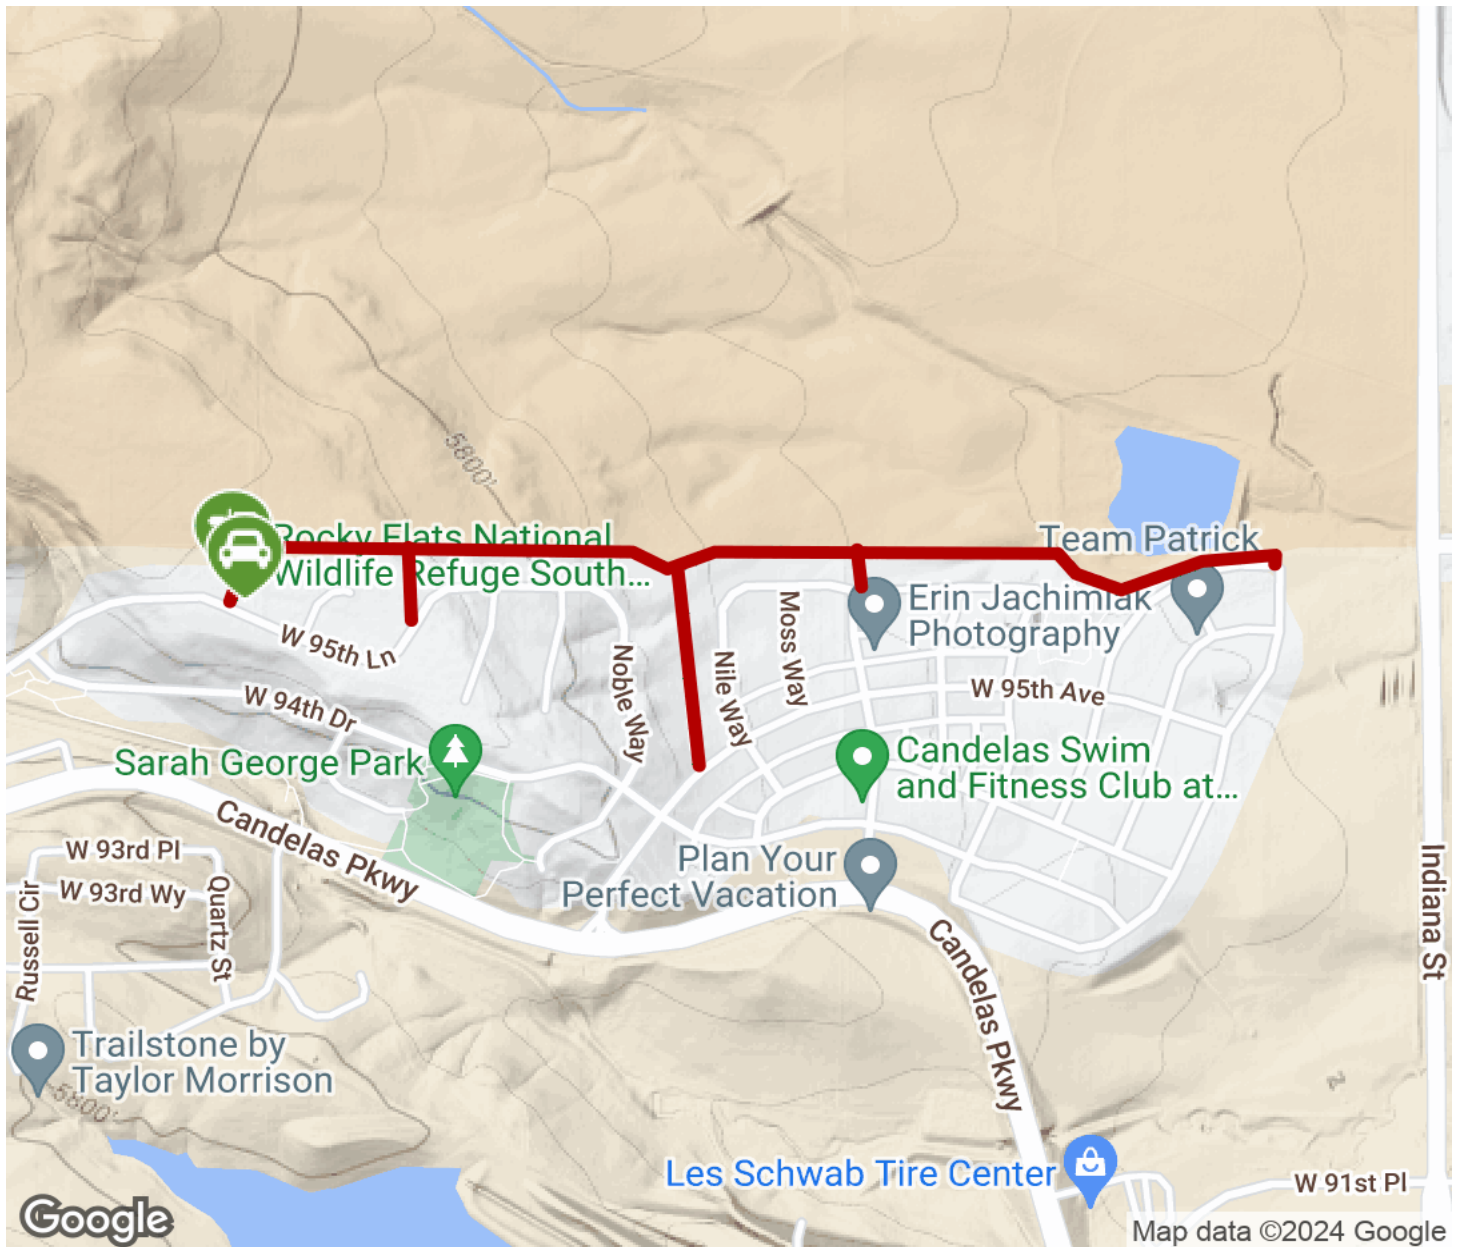 5800'
Rocky Flats National
Wildlife Refuge South...
Team Patrick
Erin Jachimiak
Photography
W 95th Ln
Moss Way
Nile Way
Noble Way
W 95th Ave
W 94th Dr
Sarah George Park
Candelas Swim
and Fitness Club at...
Candelas Pkwy
W 93rd Pl
W 93rd Wy
Quartz St
Russell Cir
Plan Your
Perfect Vacation
Indiana St
Candelas Pkwy
Trailstone by
Taylor Morrison
5800'
Les Schwab Tire Center
W 91st Pl
Google
Map data ©2024 Google